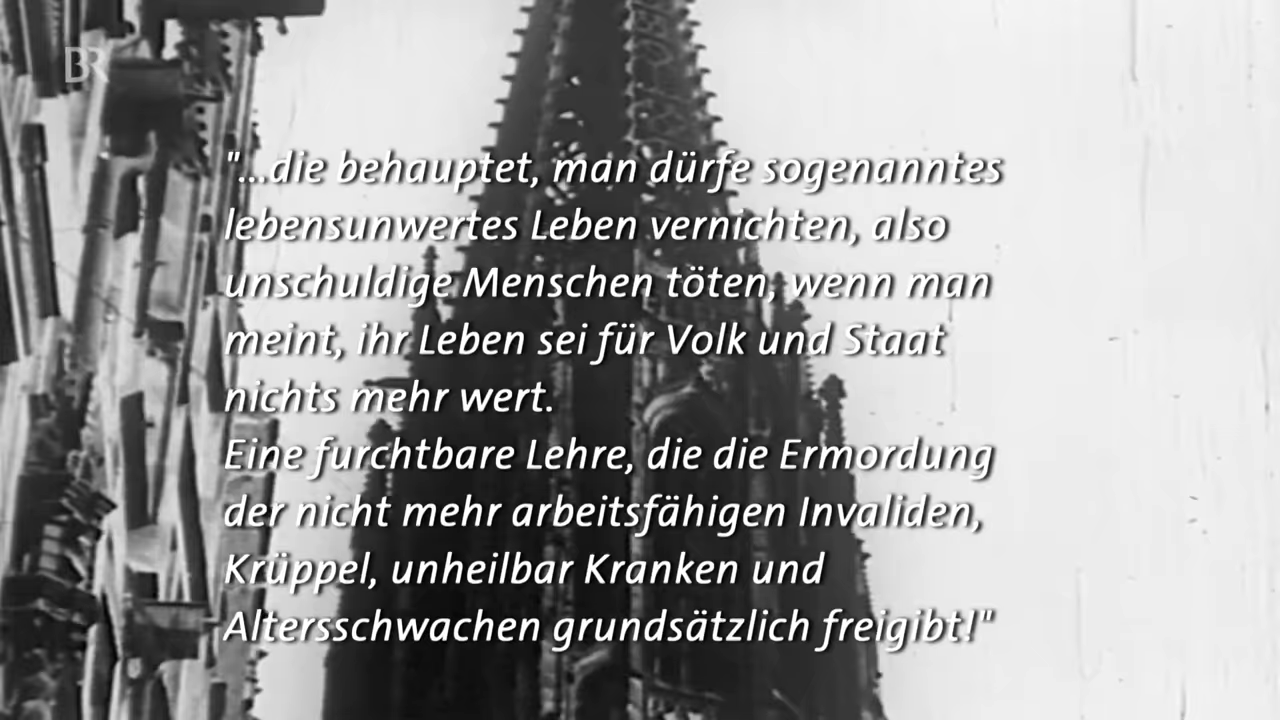 BR
"...die behauptet, man dürfe sogenanntes
lebensunwertes Leben vernichten, also
unschuldige Menschen töten, wenn man
meint, ihr Leben sei für Volk und Staat
nichts mehr wert.
Eine furchtbare Lehre, die die Ermordung
der nicht mehr arbeitsfähigen Invaliden,
Krüppel, unheilbar Kranken und
Altersschwachen grundsätzlich freigibt!"